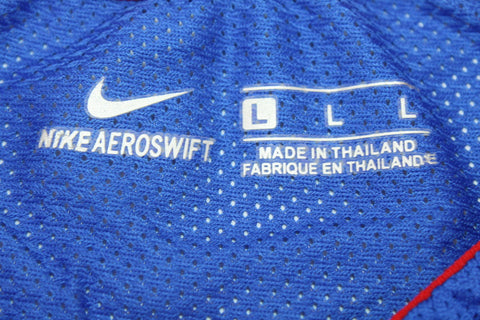 NIKE AEROSWIFT
L L L
MADE IN THAILAND
FABRIQUE EN THAILANDE